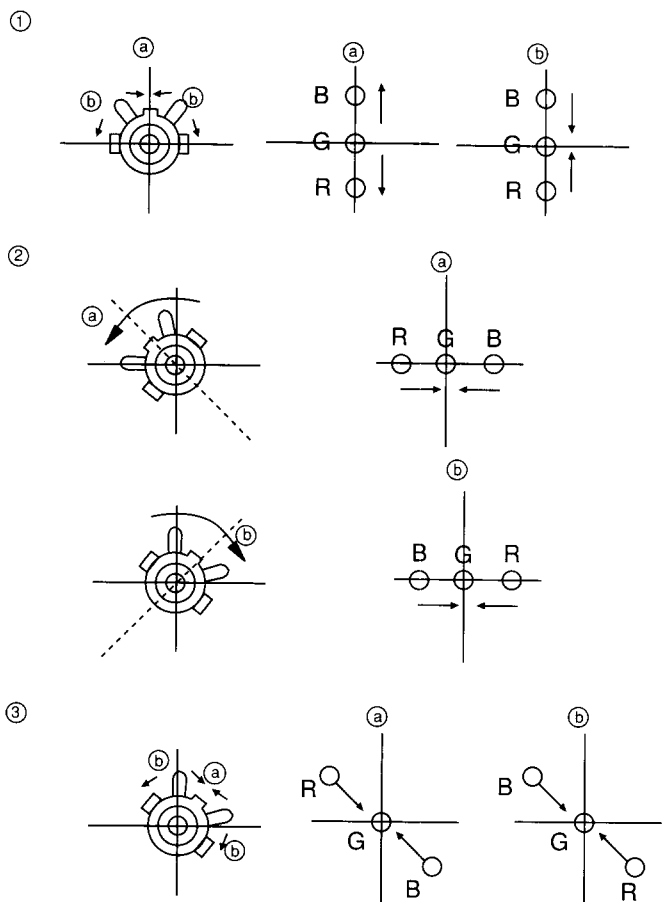 ①
ⓐ ⓐ ⓑ
ⓑ ⓑ B B
G G
R R
②
ⓐ
ⓐ R G B
ⓑ
ⓑ B G R
③
ⓐ ⓑ
ⓑ ⓐ R B
G G
ⓑ B R